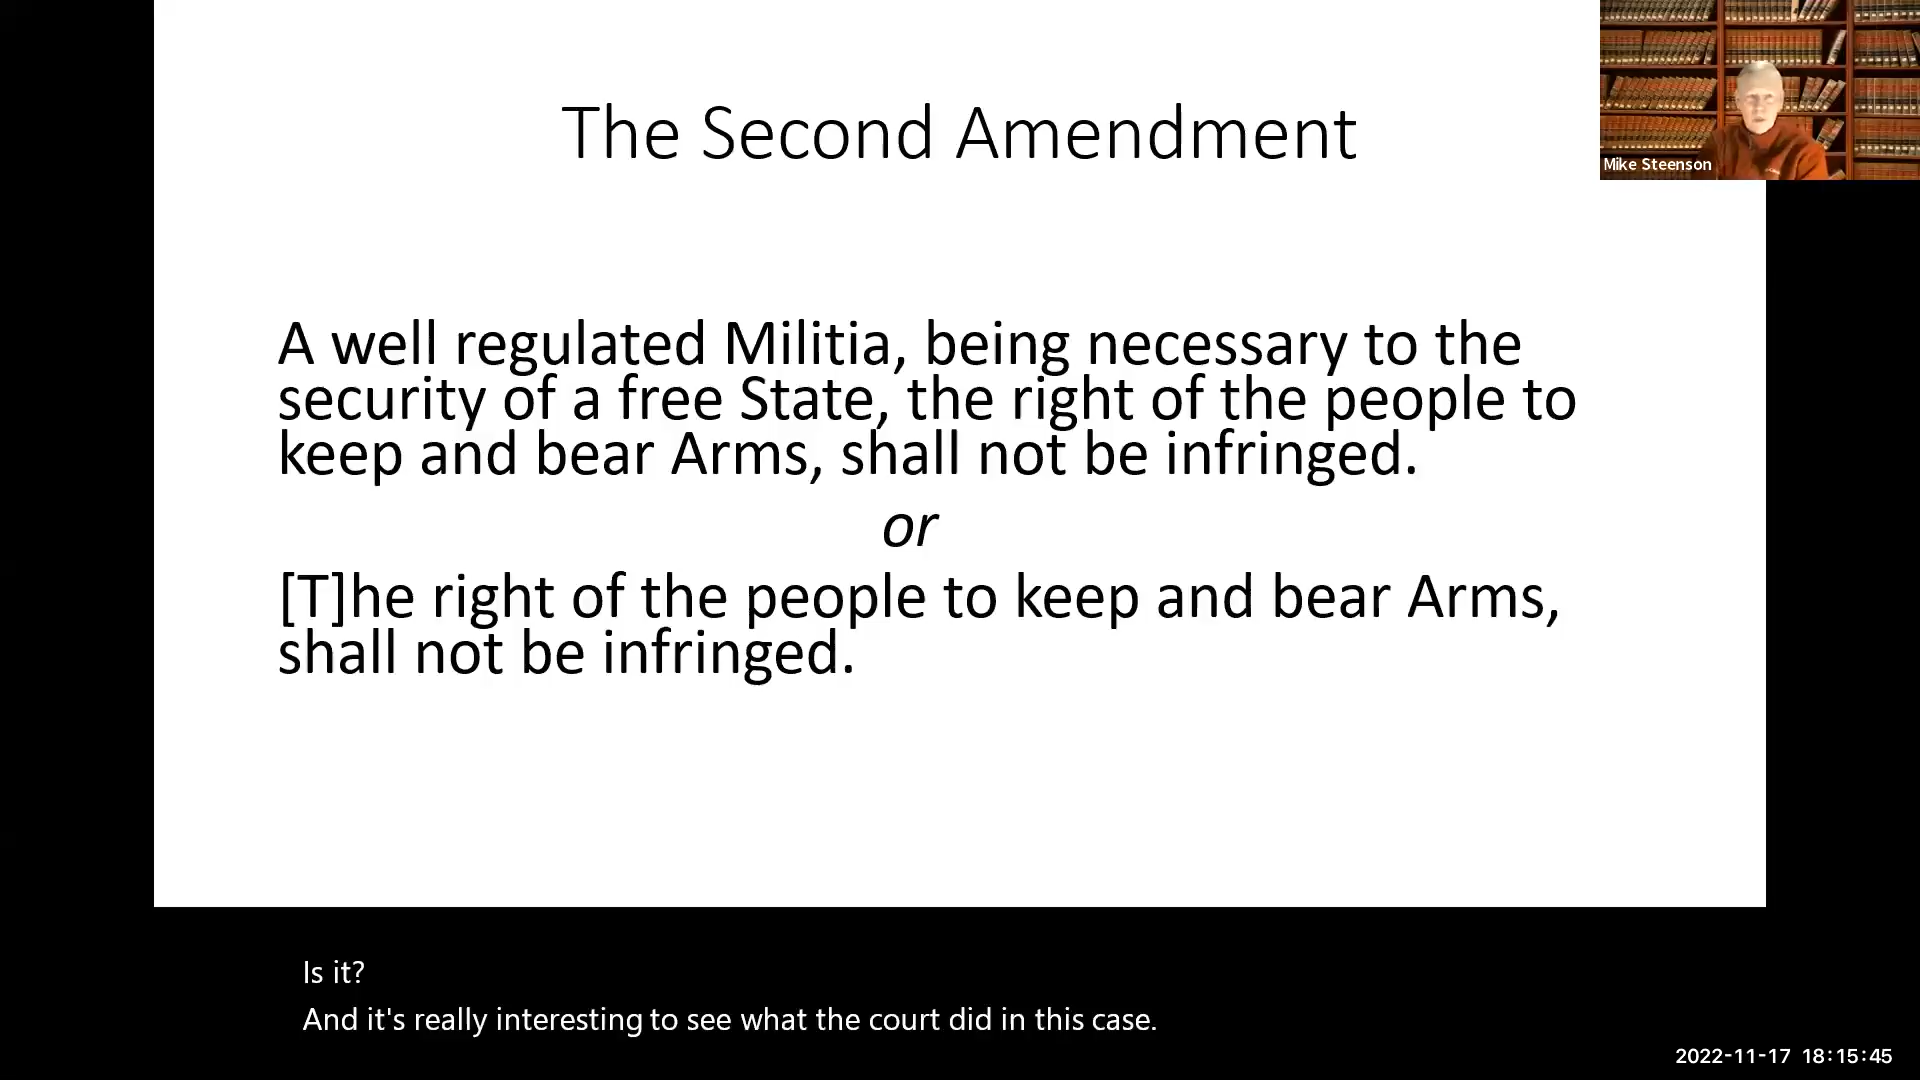 The Second Amendment
Mike Steenson
A well regulated Militia, being necessary to the
security of a free State, the right of the people to
keep and bear Arms, shall not be infringed.
or
[T]he right of the people to keep and bear Arms,
shall not be infringed.
Is it?
And it's really interesting to see what the court did in this case.
2022-11-17 18:15:45